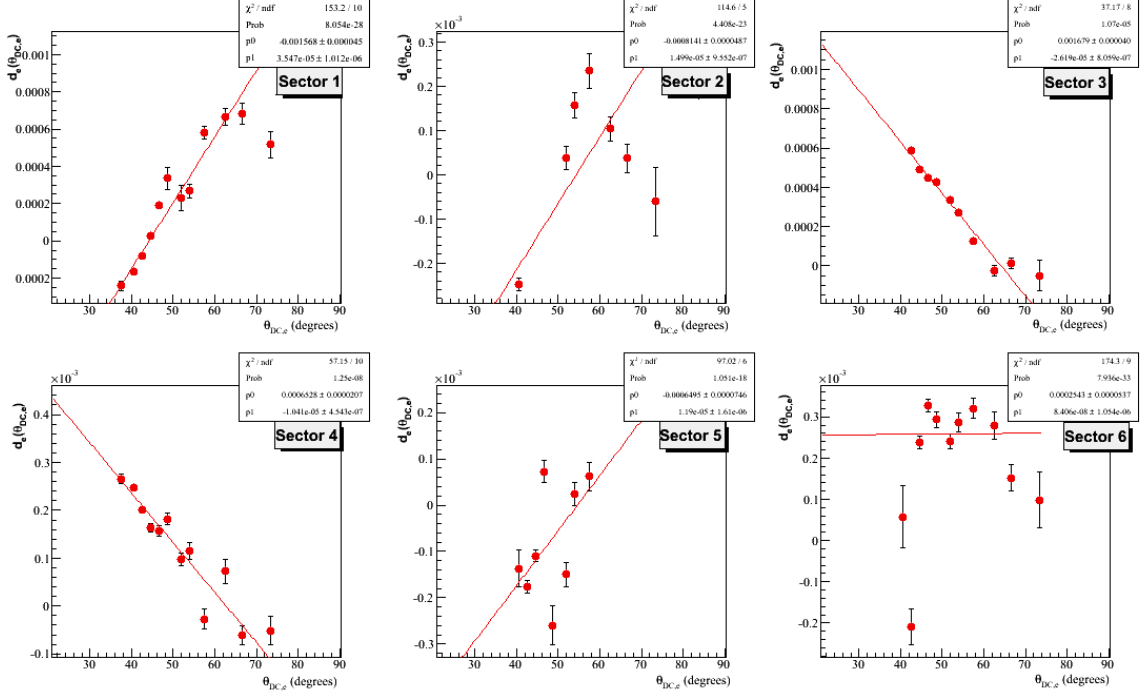 χ² / ndf 153.2 / 10
Prob 8.054e-28
p0 -0.001568 ± 0.000045
p1 3.547e-05 ± 1.012e-06
Sector 1
d_e(θ_DC,e)
0.001
0.0008
0.0006
0.0004
0.0002
0
0.0002
30 40 50 60 70 80 90
θ_DC,e (degrees)
χ² / ndf 114.6 / 5
Prob 4.408e-23
p0 -0.0008141 ± 0.0000487
p1 1.499e-05 ± 9.552e-07
Sector 2
×10⁻³
d_e(θ_DC,e)
0.3
0.2
0.1
0
-0.1
-0.2
30 40 50 60 70 80 90
θ_DC,e (degrees)
χ² / ndf 37.17 / 8
Prob 1.07e-05
p0 0.001679 ± 0.000040
p1 -2.619e-05 ± 8.059e-07
Sector 3
d_e(θ_DC,e)
0.001
0.0008
0.0006
0.0004
0.0002
0
30 40 50 60 70 80 90
θ_DC,e (degrees)
χ² / ndf 57.15 / 10
Prob 1.25e-08
p0 0.0006528 ± 0.0000207
p1 -1.041e-05 ± 4.543e-07
Sector 4
×10⁻³
d_e(θ_DC,e)
0.4
0.3
0.2
0.1
0
-0.1
30 40 50 60 70 80 90
θ_DC,e (degrees)
χ² / ndf 97.02 / 6
Prob 1.051e-18
p0 -0.0006495 ± 0.0000746
p1 1.19e-05 ± 1.61e-06
Sector 5
×10⁻³
d_e(θ_DC,e)
0.2
0.1
0
-0.1
-0.2
-0.3
30 40 50 60 70 80 90
θ_DC,e (degrees)
χ² / ndf 174.3 / 9
Prob 7.936e-33
p0 0.0002543 ± 0.0000537
p1 8.406e-08 ± 1.054e-06
Sector 6
×10⁻³
d_e(θ_DC,e)
0.3
0.2
0.1
0
-0.1
-0.2
30 40 50 60 70 80 90
θ_DC,e (degrees)